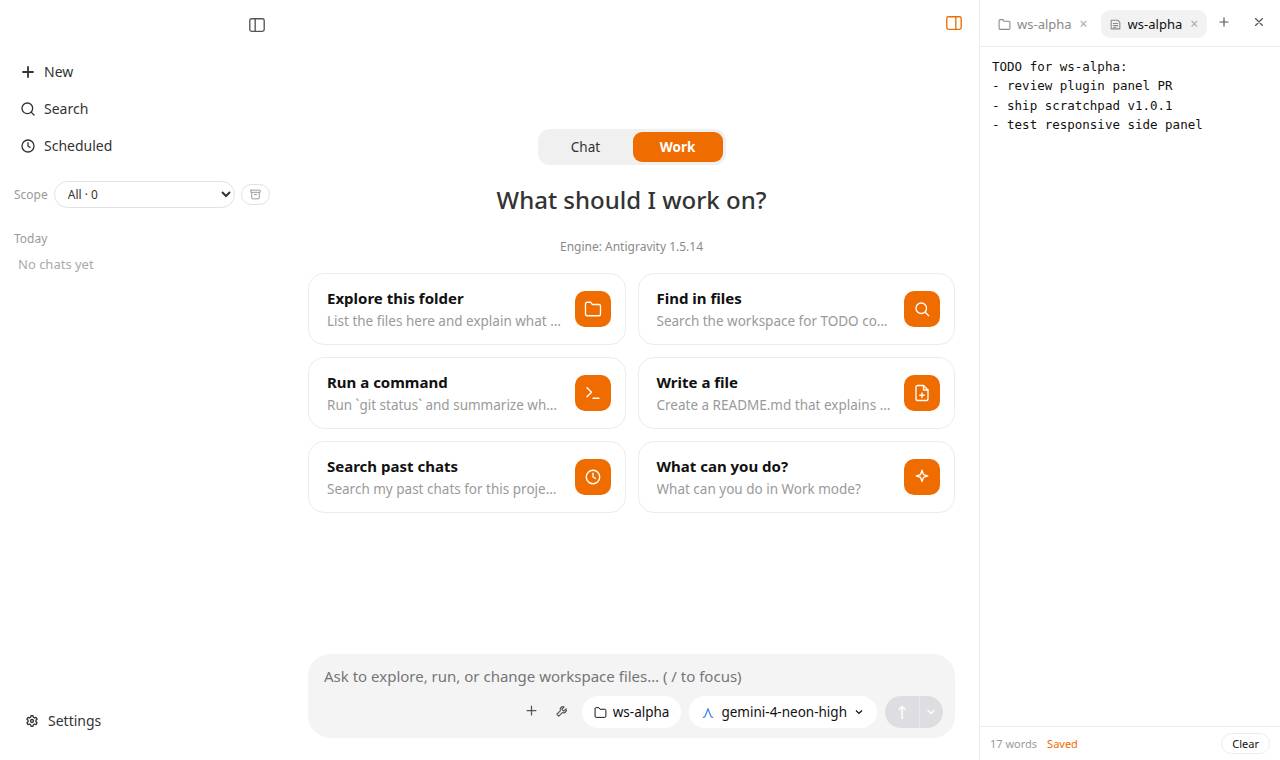 New
Search
Scheduled
Scope
All · 0
Today
No chats yet
Settings
Chat
Work
What should I work on?
Engine: Antigravity 1.5.14
Explore this folder
List the files here and explain what ...
Find in files
Search the workspace for TODO co...
Run a command
Run `git status` and summarize wh...
Write a file
Create a README.md that explains ...
Search past chats
Search my past chats for this proje...
What can you do?
What can you do in Work mode?
Ask to explore, run, or change workspace files... ( / to focus)
ws-alpha
gemini-4-neon-high
ws-alpha ×
ws-alpha ×
TODO for ws-alpha:
- review plugin panel PR
- ship scratchpad v1.0.1
- test responsive side panel
17 words
Saved
Clear